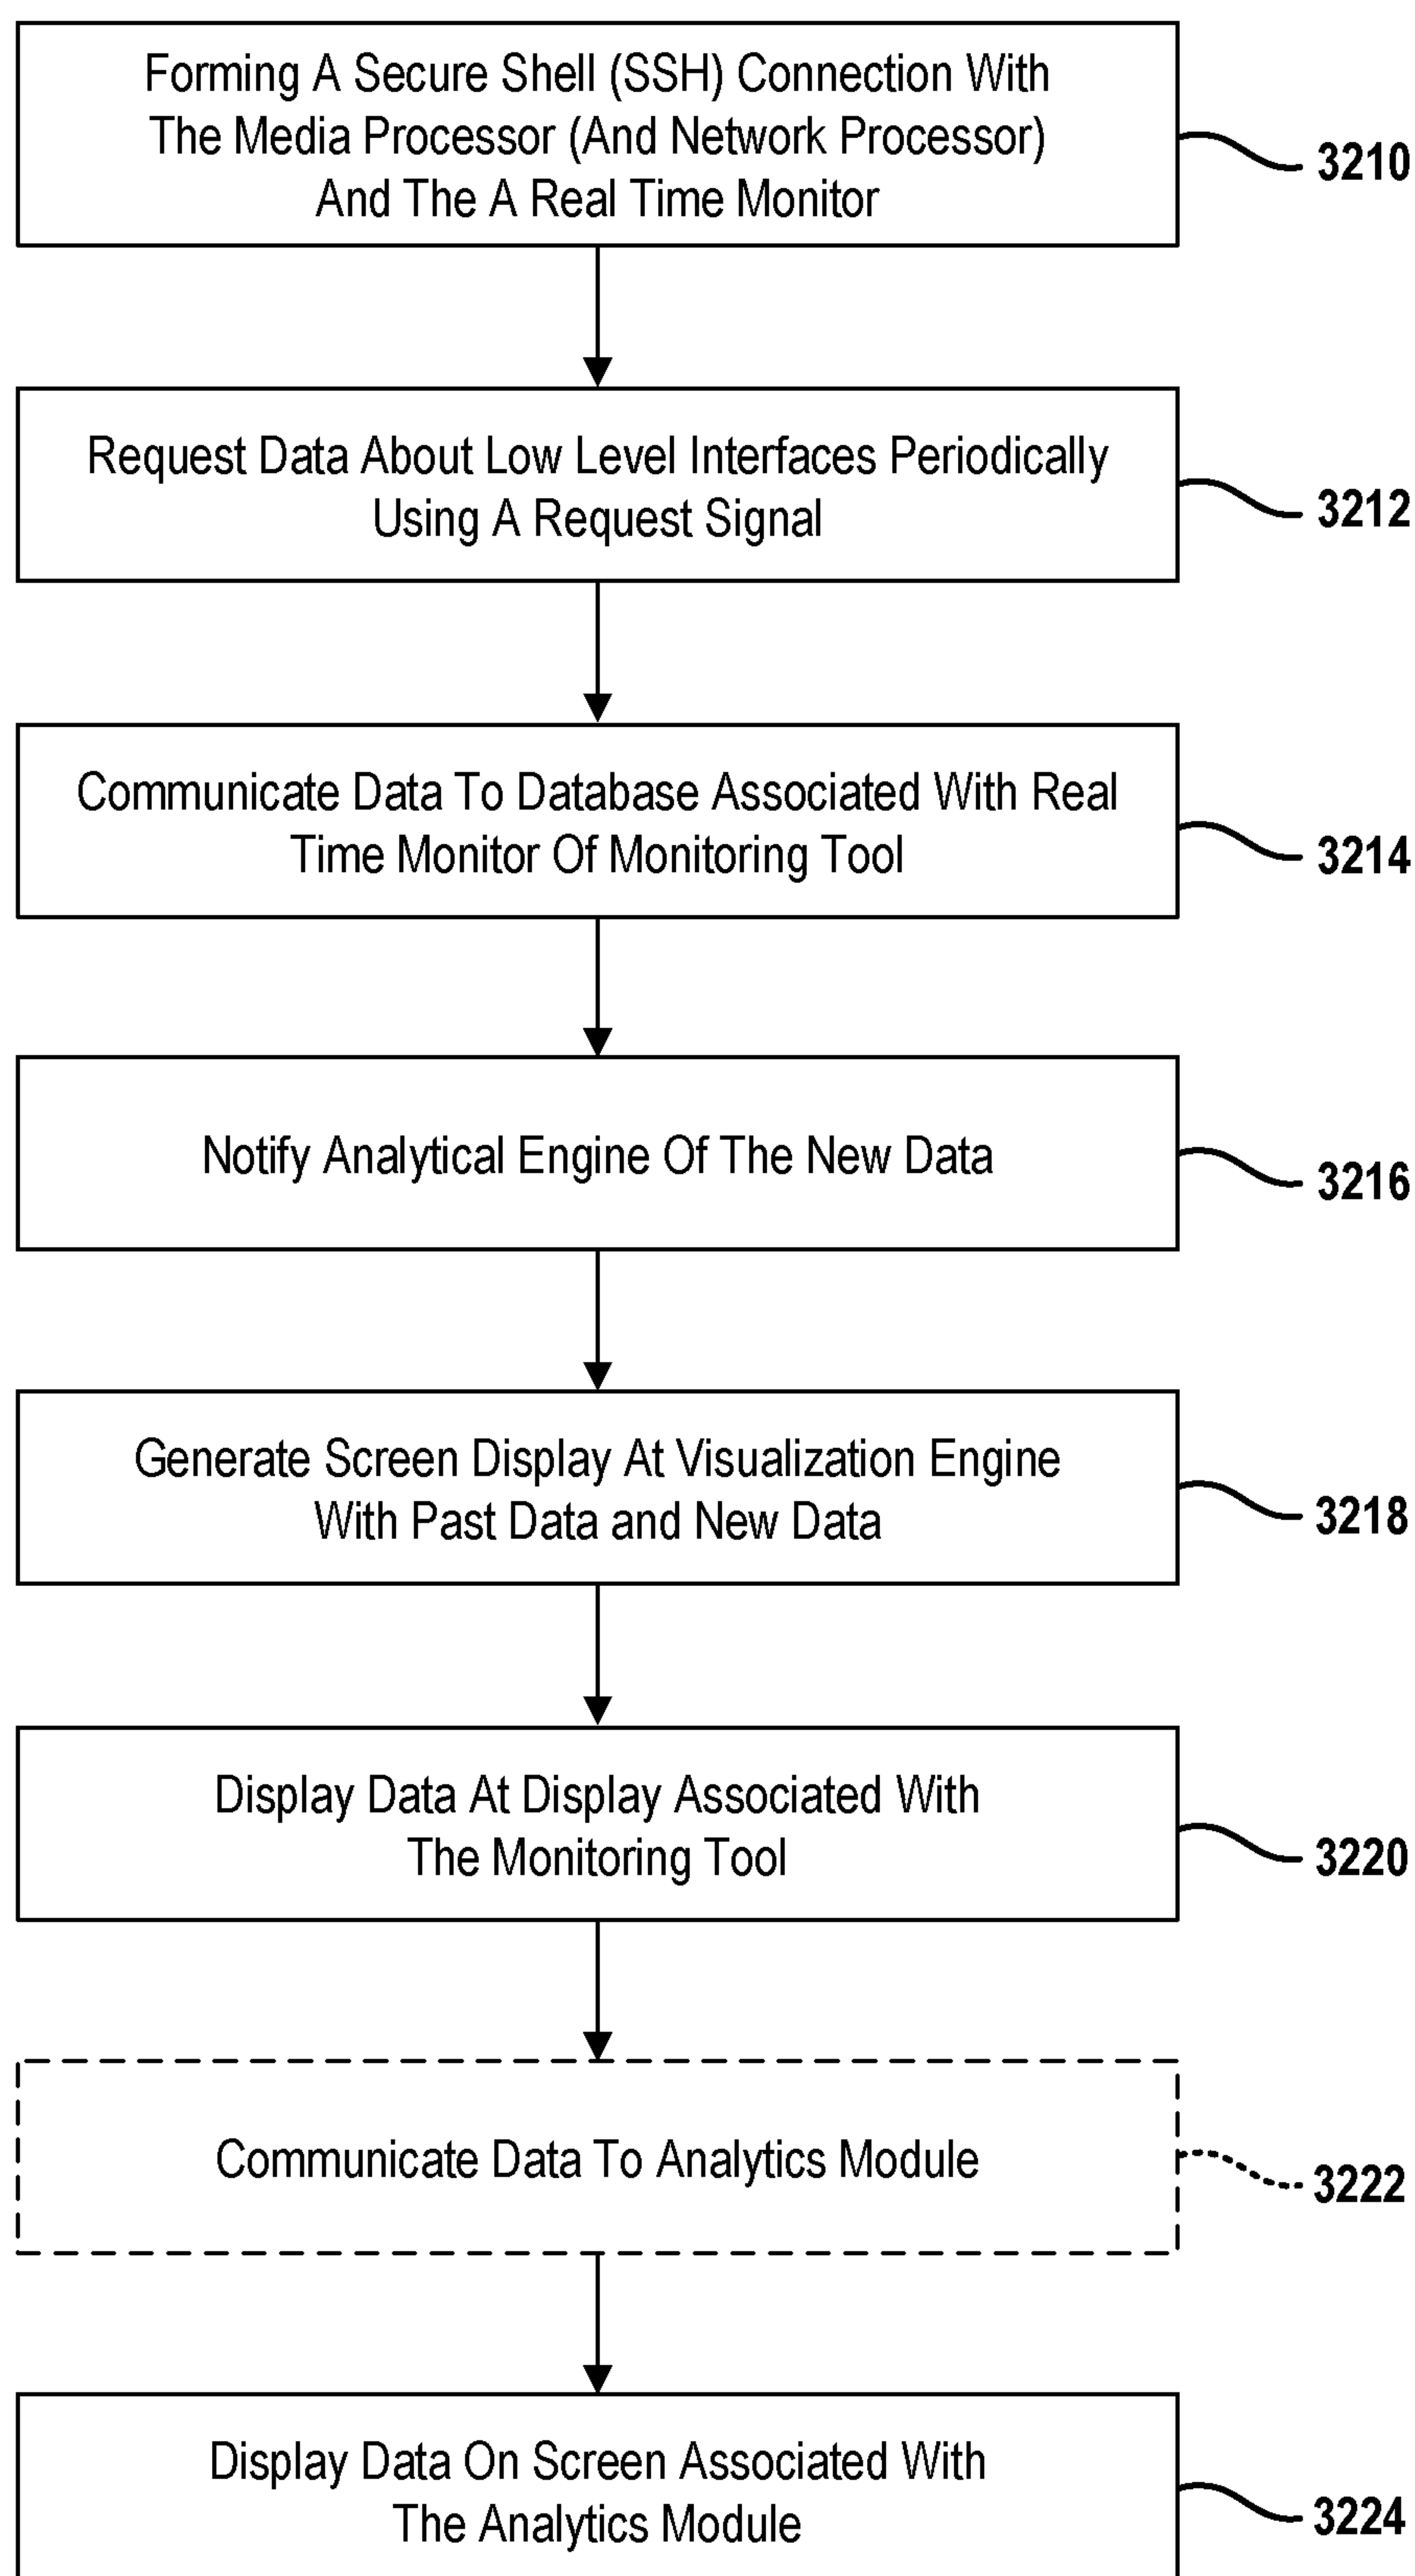 Forming A Secure Shell (SSH) Connection With
The Media Processor (And Network Processor)
And The A Real Time Monitor
3210
Request Data About Low Level Interfaces Periodically
Using A Request Signal
3212
Communicate Data To Database Associated With Real
Time Monitor Of Monitoring Tool
3214
Notify Analytical Engine Of The New Data
3216
Generate Screen Display At Visualization Engine
With Past Data and New Data
3218
Display Data At Display Associated With
The Monitoring Tool
3220
Communicate Data To Analytics Module
3222
Display Data On Screen Associated With
The Analytics Module
3224